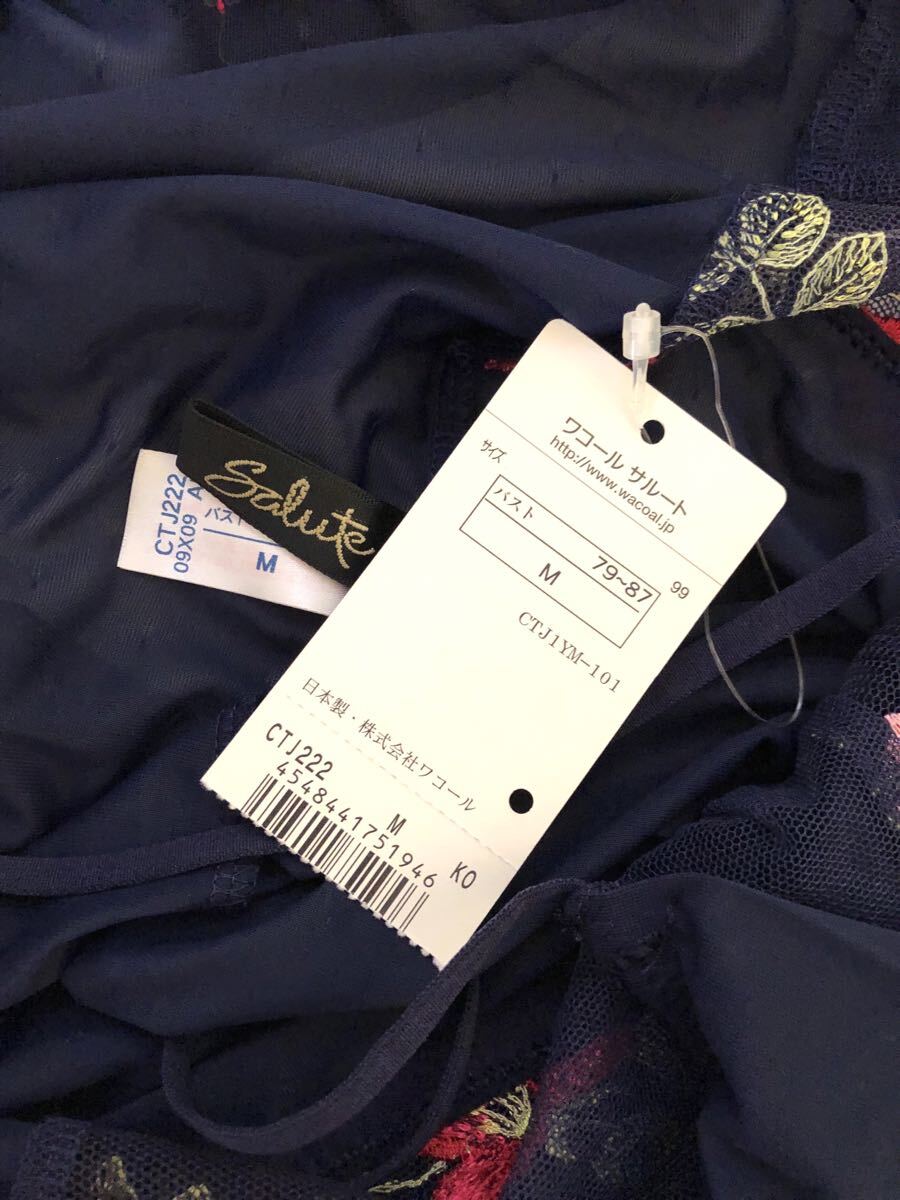 ワコール サルート
http://www.wacoal.jp
サイズ
99
バスト
79~87
M
CTJ1YM-101
日本製・株式会社ワコール
CTJ222
M
4548441751946
KO
Salute
CTJ222
09X09 A
バスト
M